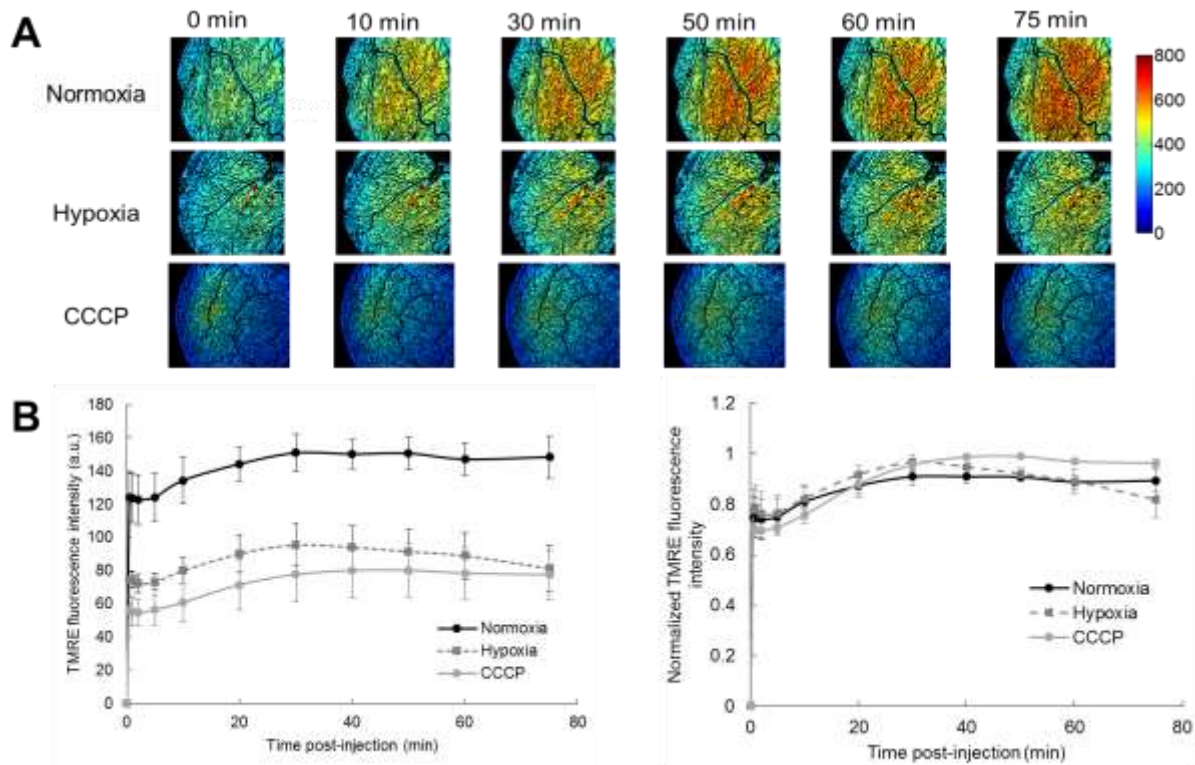 A
0 min 10 min 30 min 50 min 60 min 75 min
Normoxia
Hypoxia
CCCP
800
600
400
200
0
B
TMRE fluorescence intensity (a.u.)
180
160
140
120
100
80
60
40
20
0
0 20 40 60 80
Time post-injection (min)
Normoxia
Hypoxia
CCCP
Normalized TMRE fluorescence
intensity
1.2
1
0.8
0.6
0.4
0.2
0
0 20 40 60 80
Time post-injection (min)
Normoxia
Hypoxia
CCCP